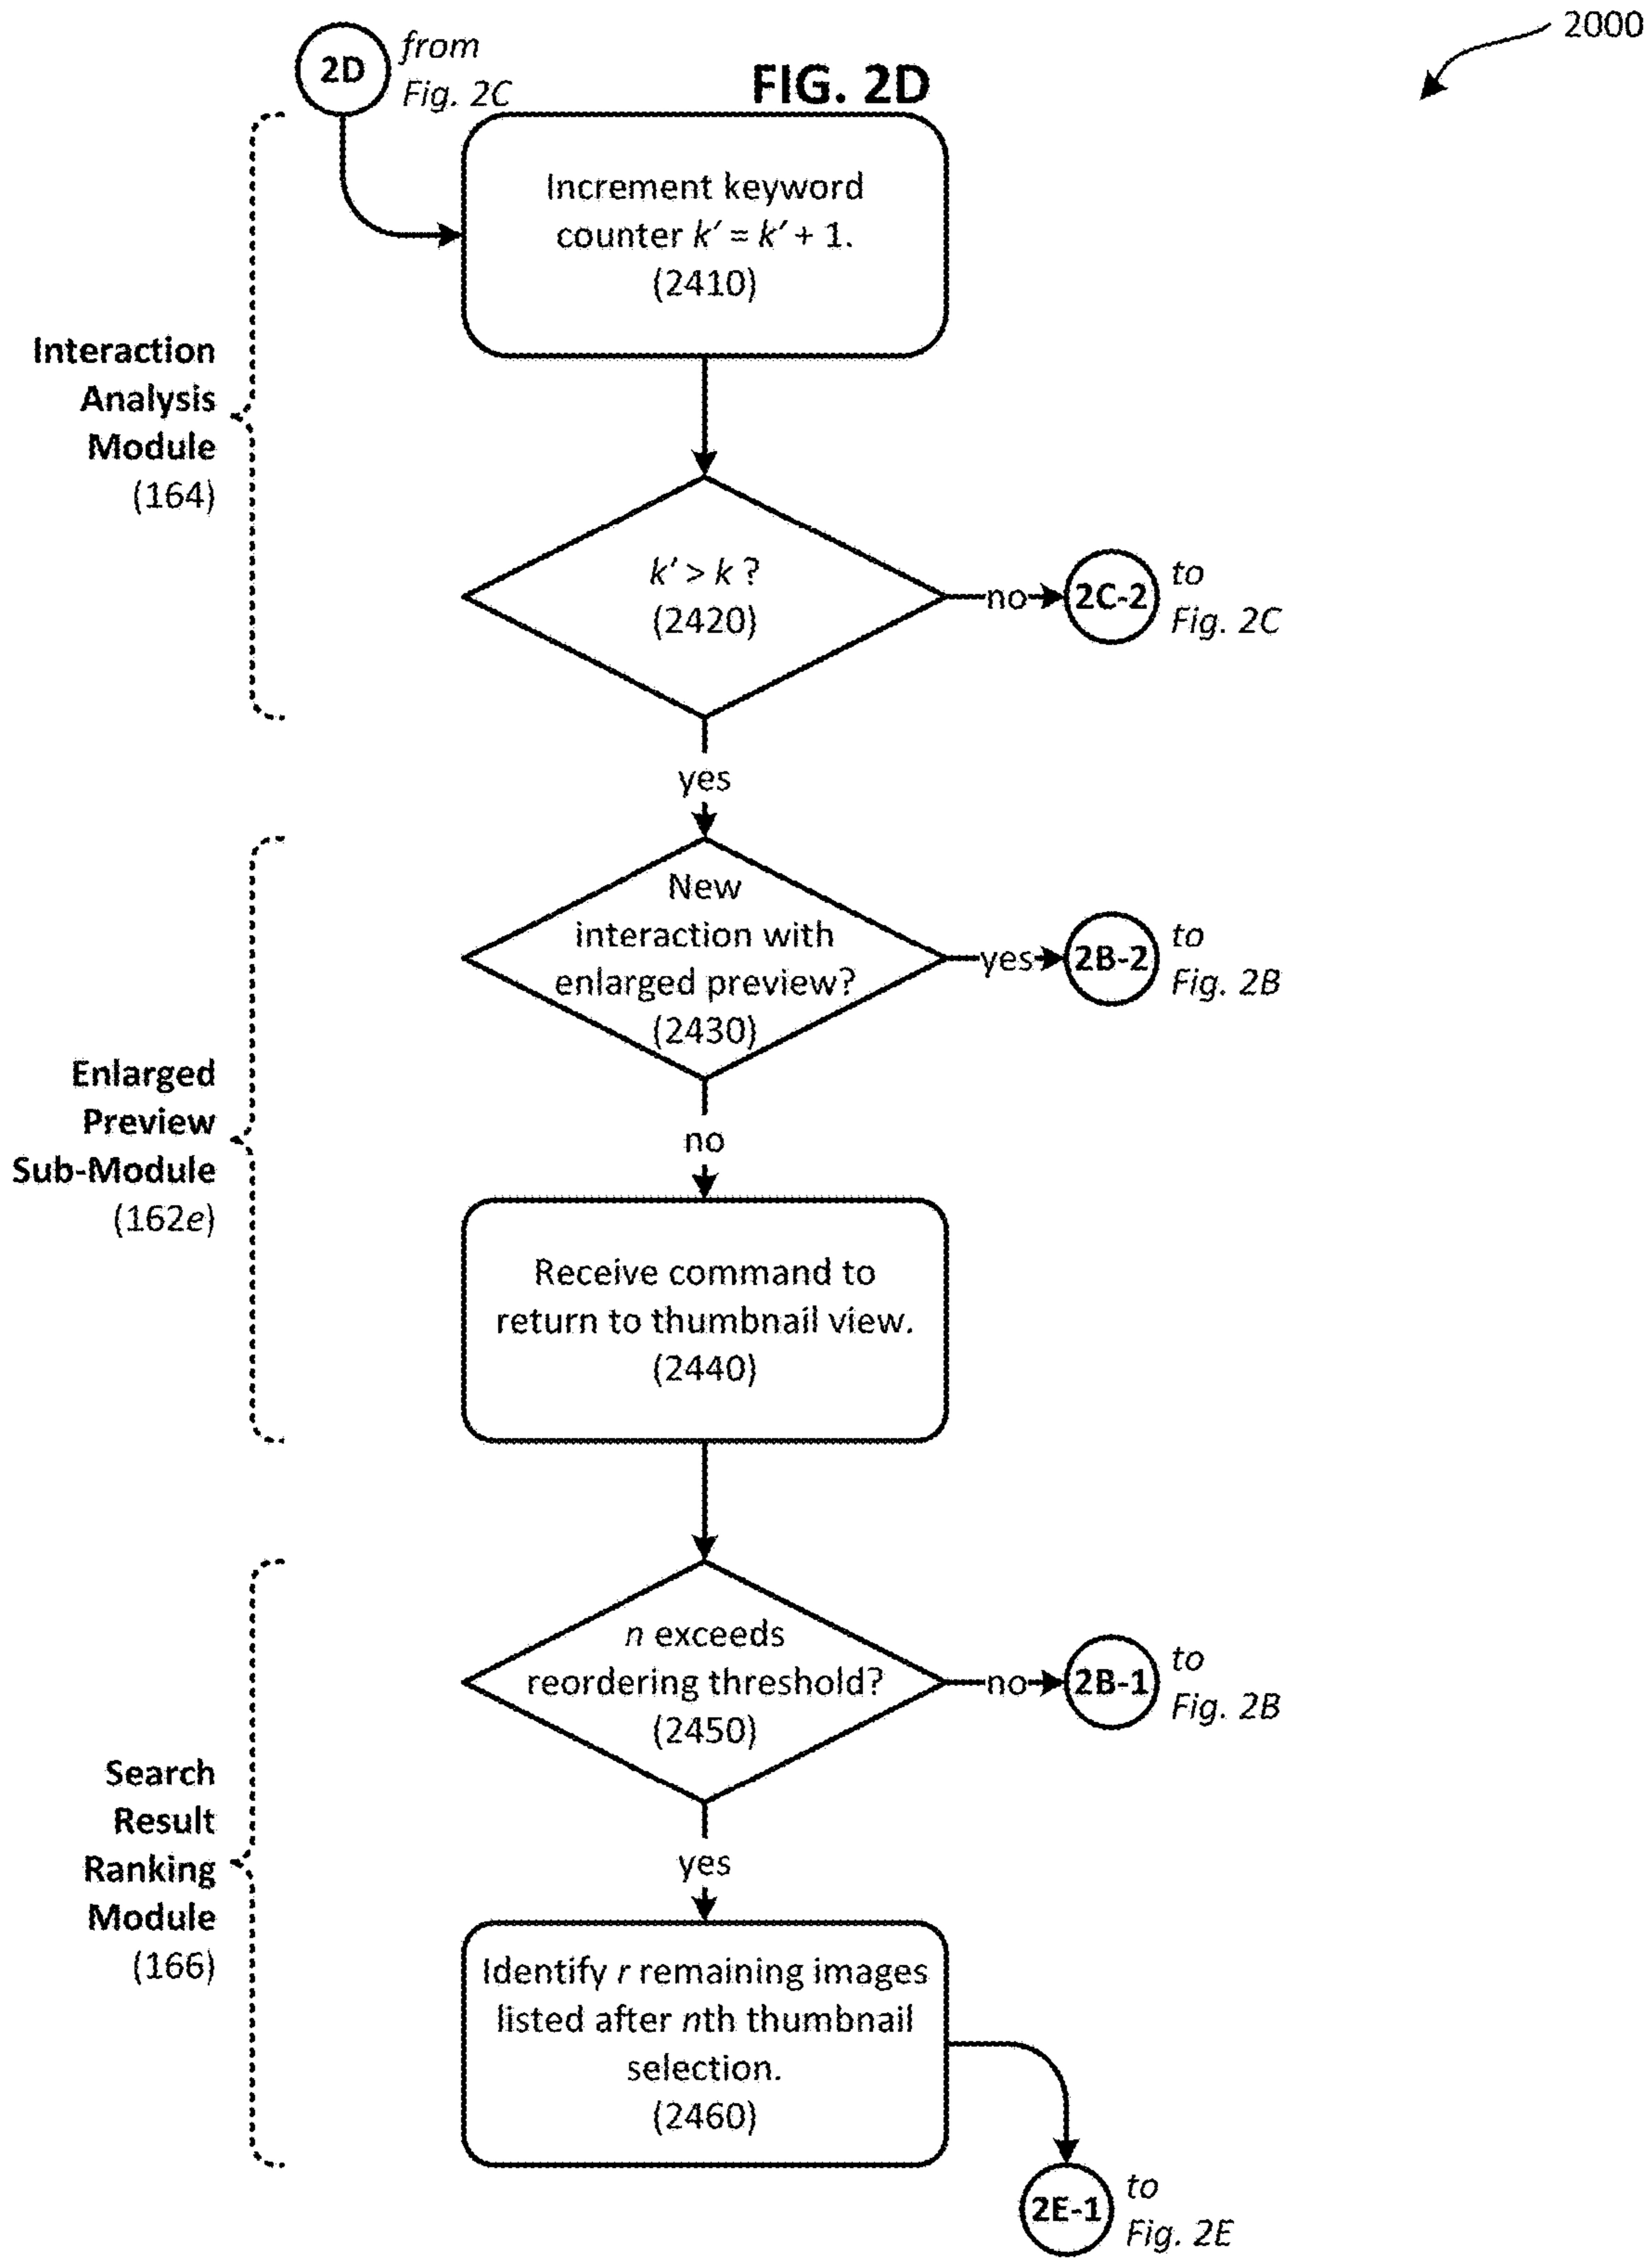 2000
2D
from
Fig. 2C
FIG. 2D
Increment keyword
counter k′ = k′ + 1.
(2410)
Interaction
Analysis
Module
(164)
k′ > k ?
(2420)
no
2C-2
to
Fig. 2C
yes
New
interaction with
enlarged preview?
(2430)
yes
2B-2
to
Fig. 2B
Enlarged
Preview
Sub-Module
(162e)
no
Receive command to
return to thumbnail view.
(2440)
n exceeds
reordering threshold?
(2450)
no
2B-1
to
Fig. 2B
Search
Result
Ranking
Module
(166)
yes
Identify r remaining images
listed after nth thumbnail
selection.
(2460)
2E-1
to
Fig. 2E